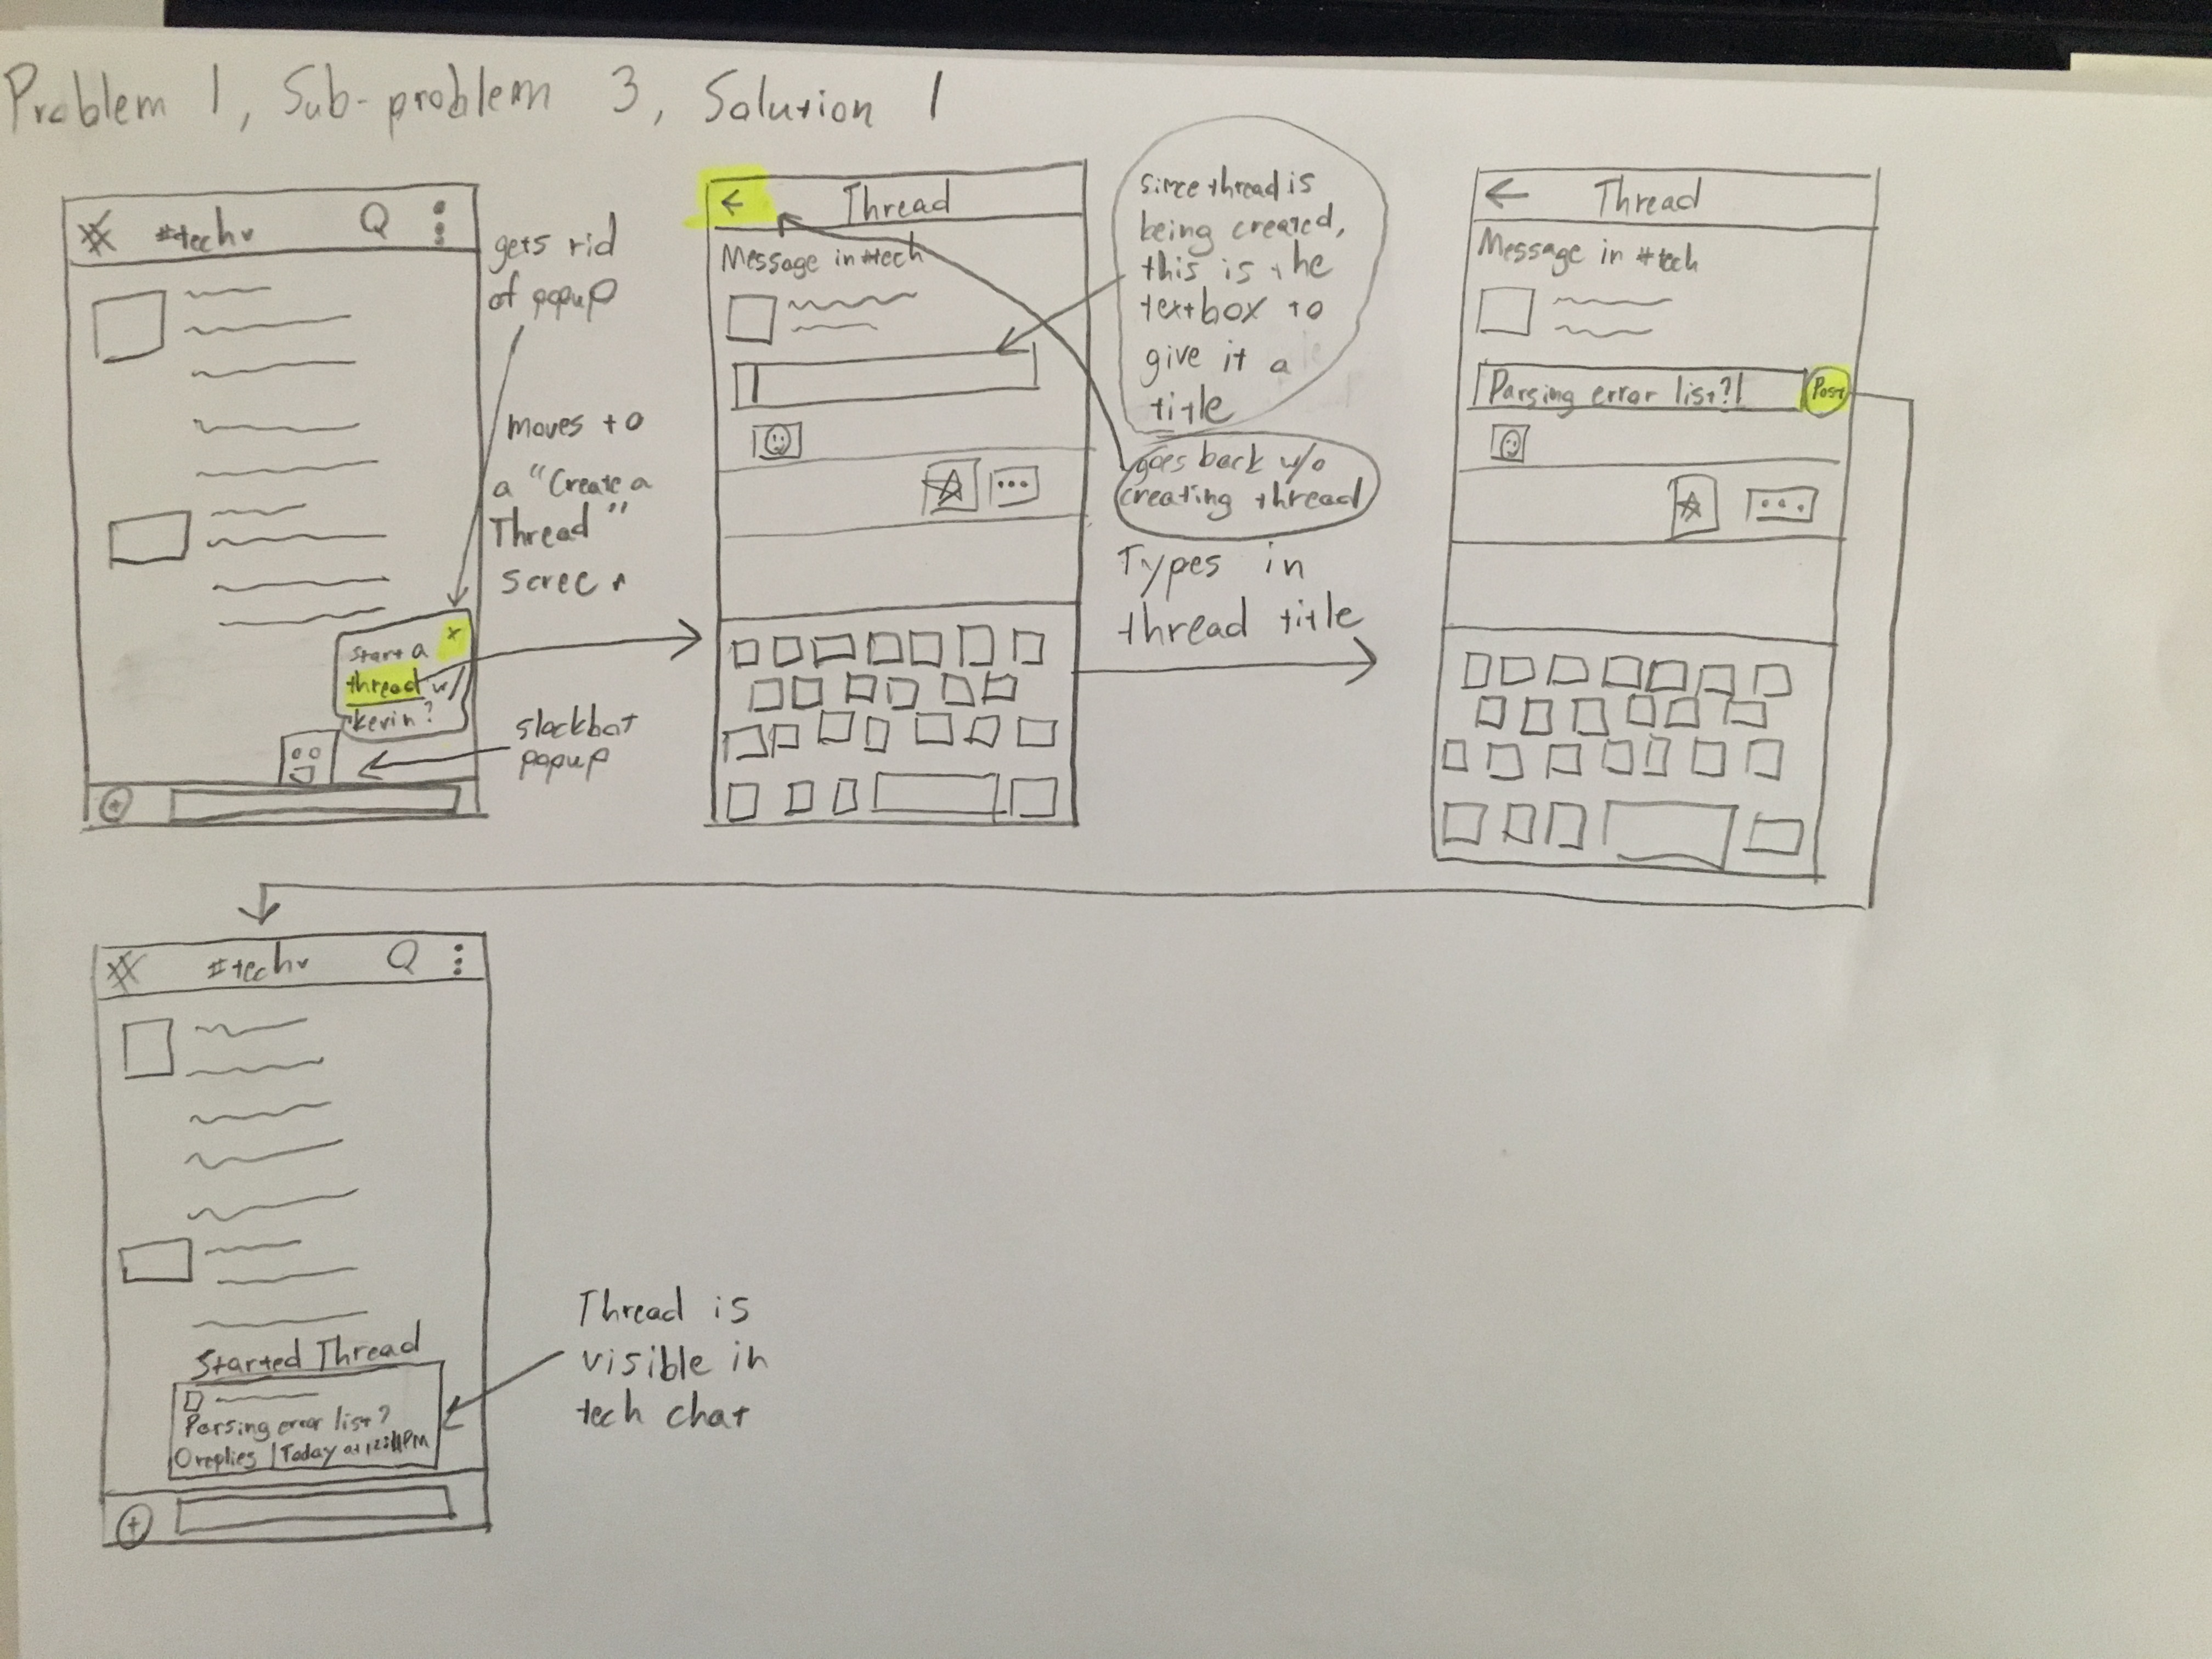 Problem 1, Sub-problem 3, Solution 1
#tech
gets rid
of popup
moves to
a "Create a
Thread"
screen
Start a x
thread w/
kevin?
slackbot
popup
← Thread
Message in #tech
since thread is
being created,
this is the
textbox to
give it a
title
goes back w/o
creating thread
Types in
thread title
← Thread
Message in #tech
Parsing error list?| Post
#tech
Started Thread
Parsing error list?
0 replies | Today at 12:11PM
Thread is
visible in
tech chat